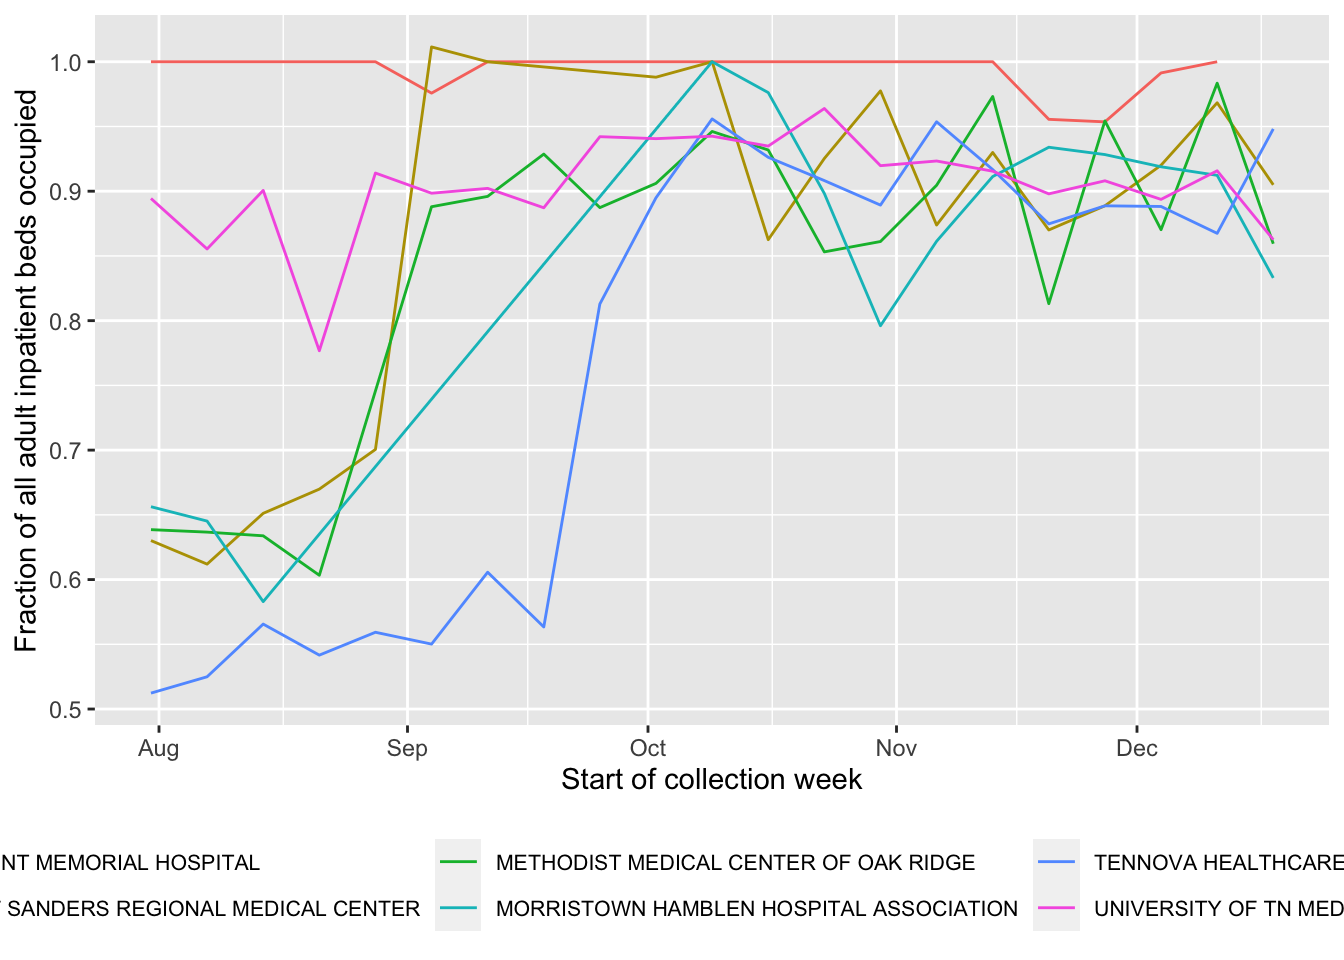 1.0
0.9
0.8
0.7
0.6
0.5
Fraction of all adult inpatient beds occupied
Aug Sep Oct Nov Dec
Start of collection week
NT MEMORIAL HOSPITAL METHODIST MEDICAL CENTER OF OAK RIDGE TENNOVA HEALTHCARE
SANDERS REGIONAL MEDICAL CENTER MORRISTOWN HAMBLEN HOSPITAL ASSOCIATION UNIVERSITY OF TN MED